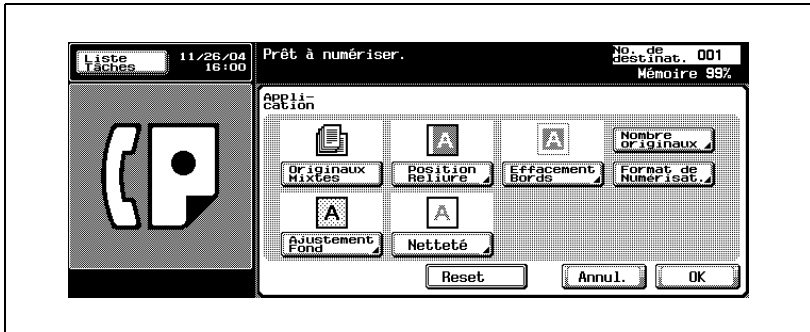 Liste
Tâches
11/26/04
16:00
Prêt à numériser.
No. de
destinat. 001
Mémoire 99%
Appli-
cation
Originaux
Mixtes
Position
Reliure
Effacement
Bords
Nombre
originaux
Format de
Numérisat.
Ajustement
Fond
Netteté
Reset
Annul.
OK